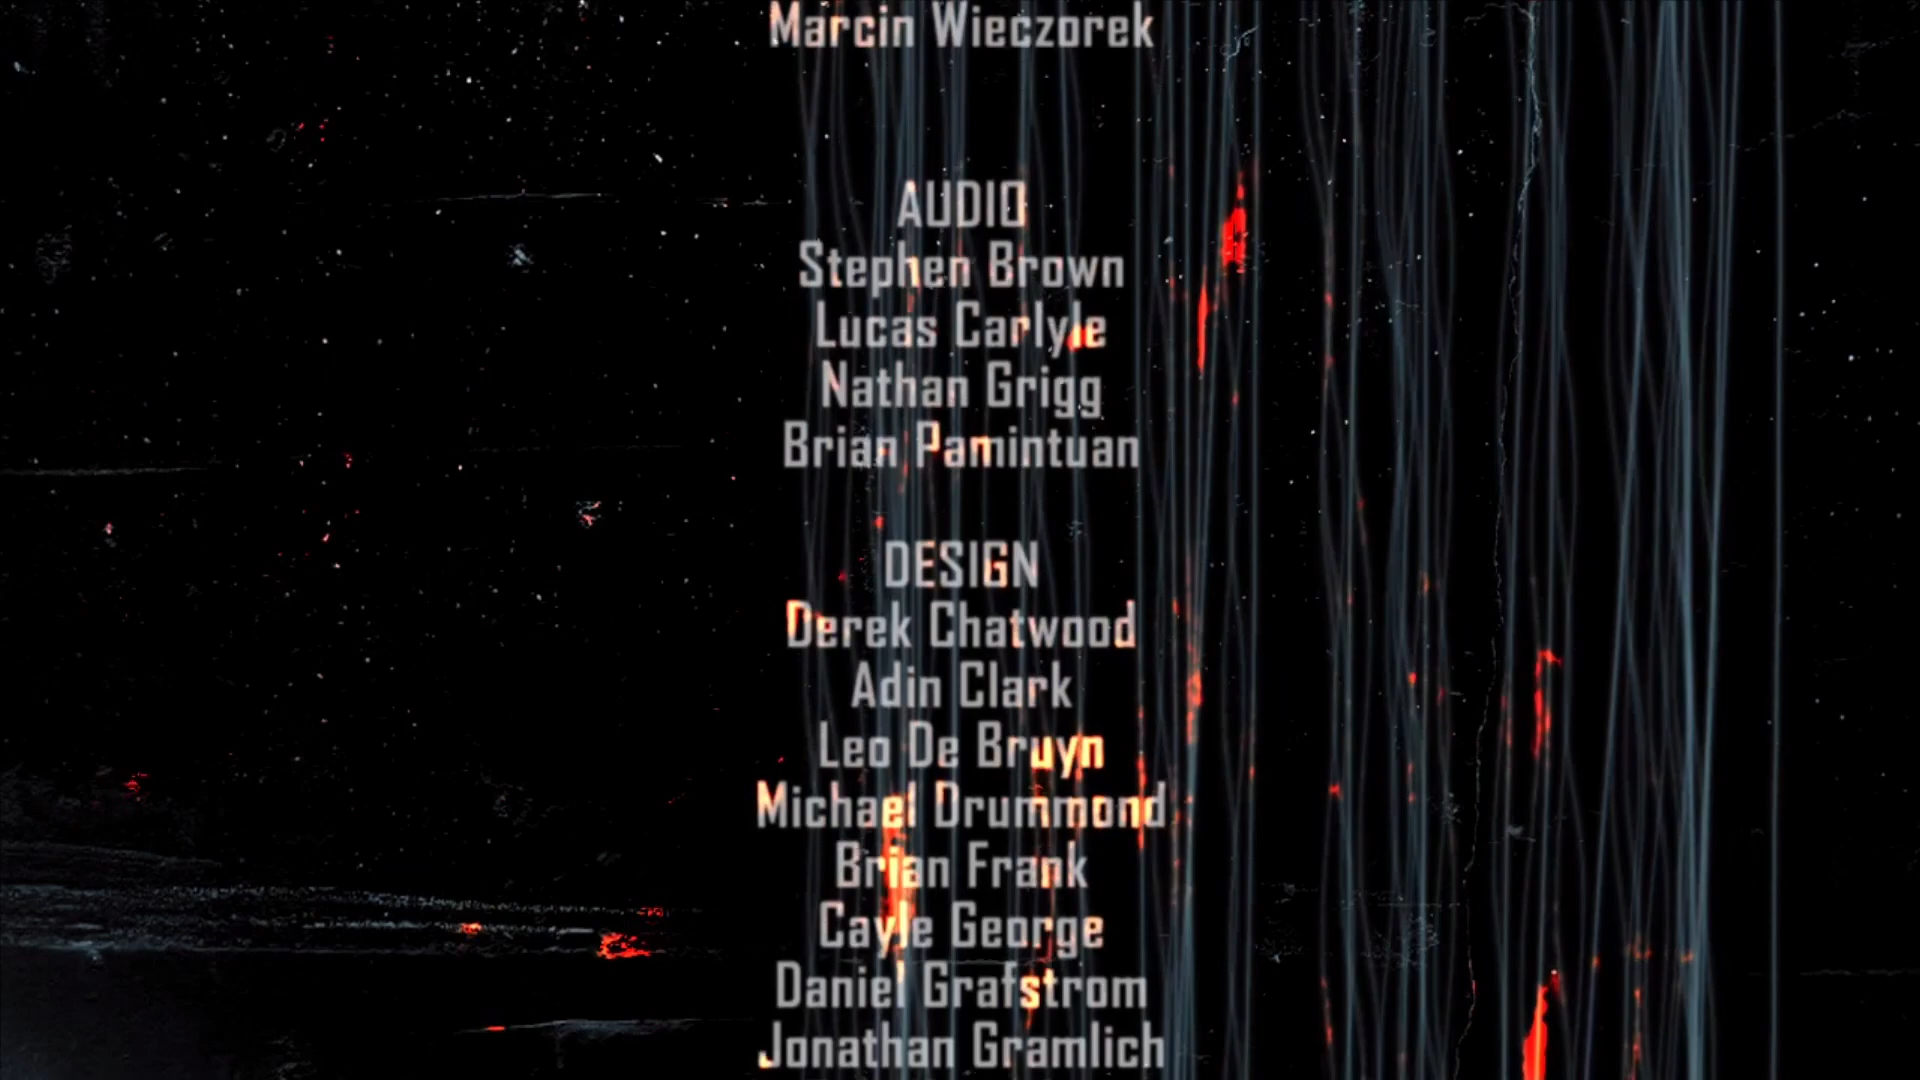 Marcin Wieczorek
AUDIO
Stephen Brown
Lucas Carlyle
Nathan Grigg
Brian Pamintuan
DESIGN
Derek Chatwood
Adin Clark
Leo De Bruyn
Michael Drummond
Brian Frank
Cayle George
Daniel Grafstrom
Jonathan Gramlich